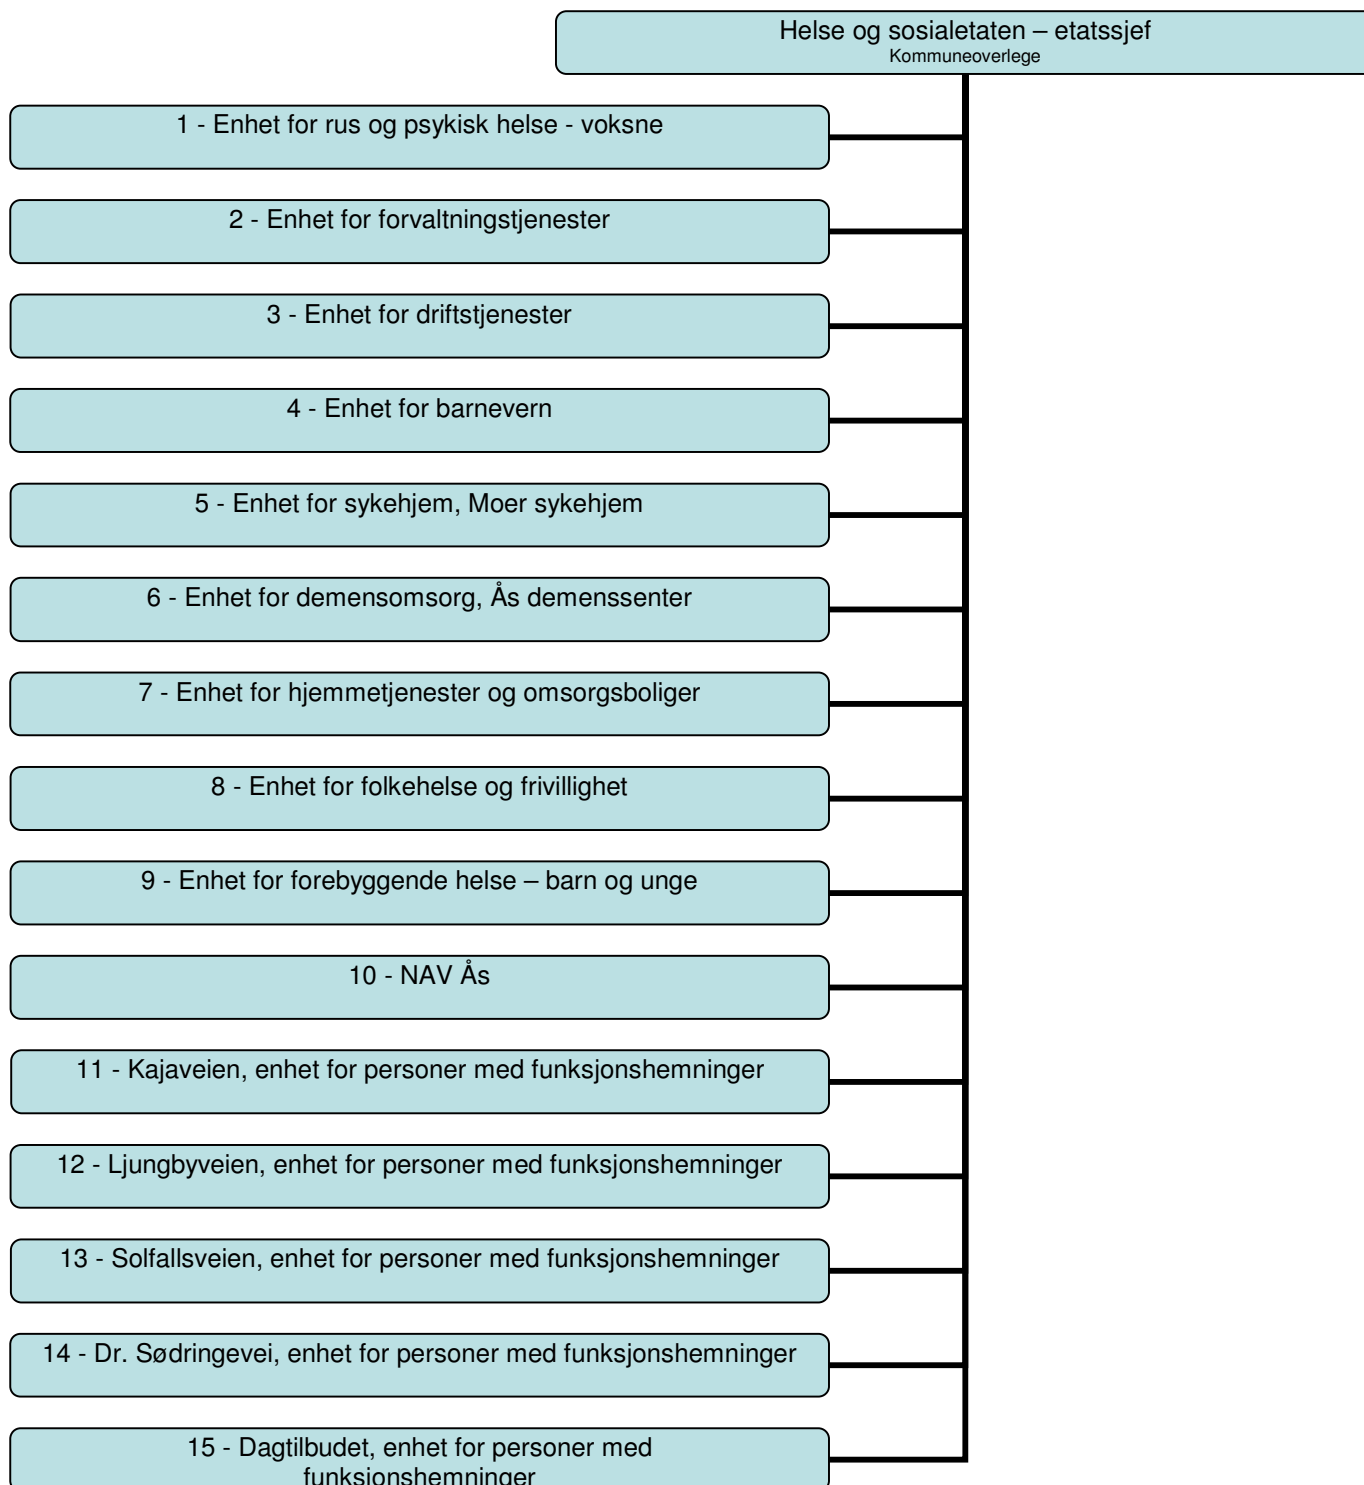 Helse og sosialetaten – etatssjef
Kommuneoverlege
1 - Enhet for rus og psykisk helse - voksne
2 - Enhet for forvaltningstjenester
3 - Enhet for driftstjenester
4 - Enhet for barnevern
5 - Enhet for sykehjem, Moer sykehjem
6 - Enhet for demensomsorg, Ås demenssenter
7 - Enhet for hjemmetjenester og omsorgsboliger
8 - Enhet for folkehelse og frivillighet
9 - Enhet for forebyggende helse – barn og unge
10 - NAV Ås
11 - Kajaveien, enhet for personer med funksjonshemninger
12 - Ljungbyveien, enhet for personer med funksjonshemninger
13 - Solfallsveien, enhet for personer med funksjonshemninger
14 - Dr. Sødringevei, enhet for personer med funksjonshemninger
15 - Dagtilbudet, enhet for personer med
funksjonshemninger